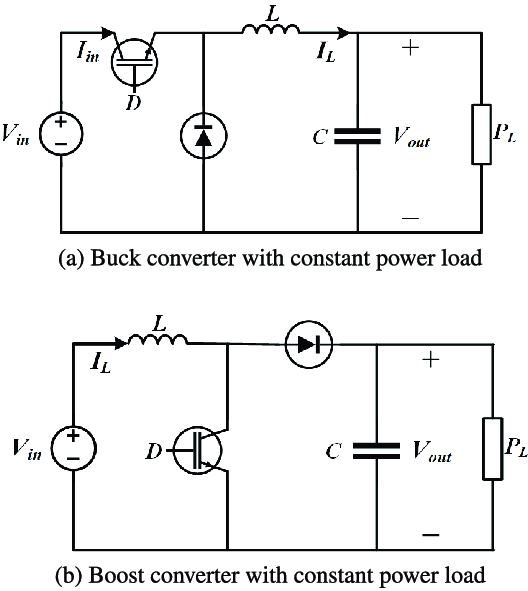 L
I_in
I_L
+
D
V_in
+
−
C
V_out
P_L
−
(a) Buck converter with constant power load
L
I_L
+
V_in
+
−
D
C
V_out
P_L
−
(b) Boost converter with constant power load